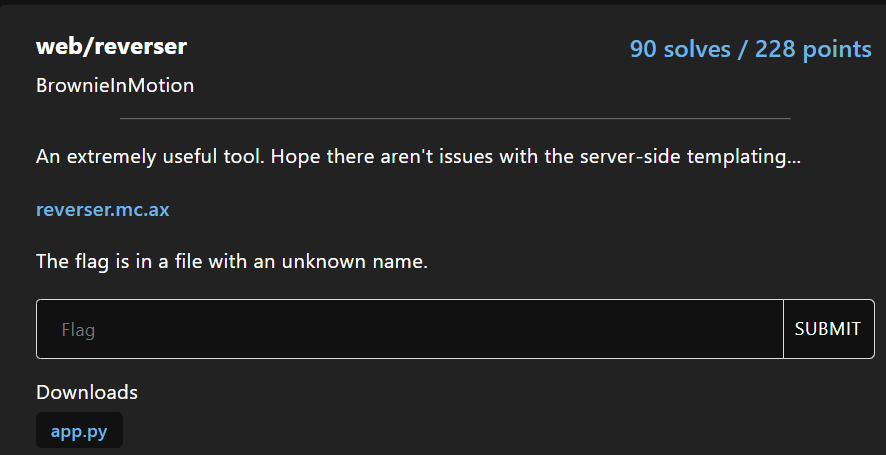 web/reverser
90 solves / 228 points
BrownieInMotion
An extremely useful tool. Hope there aren't issues with the server-side templating...
reverser.mc.ax
The flag is in a file with an unknown name.
Flag
SUBMIT
Downloads
app.py